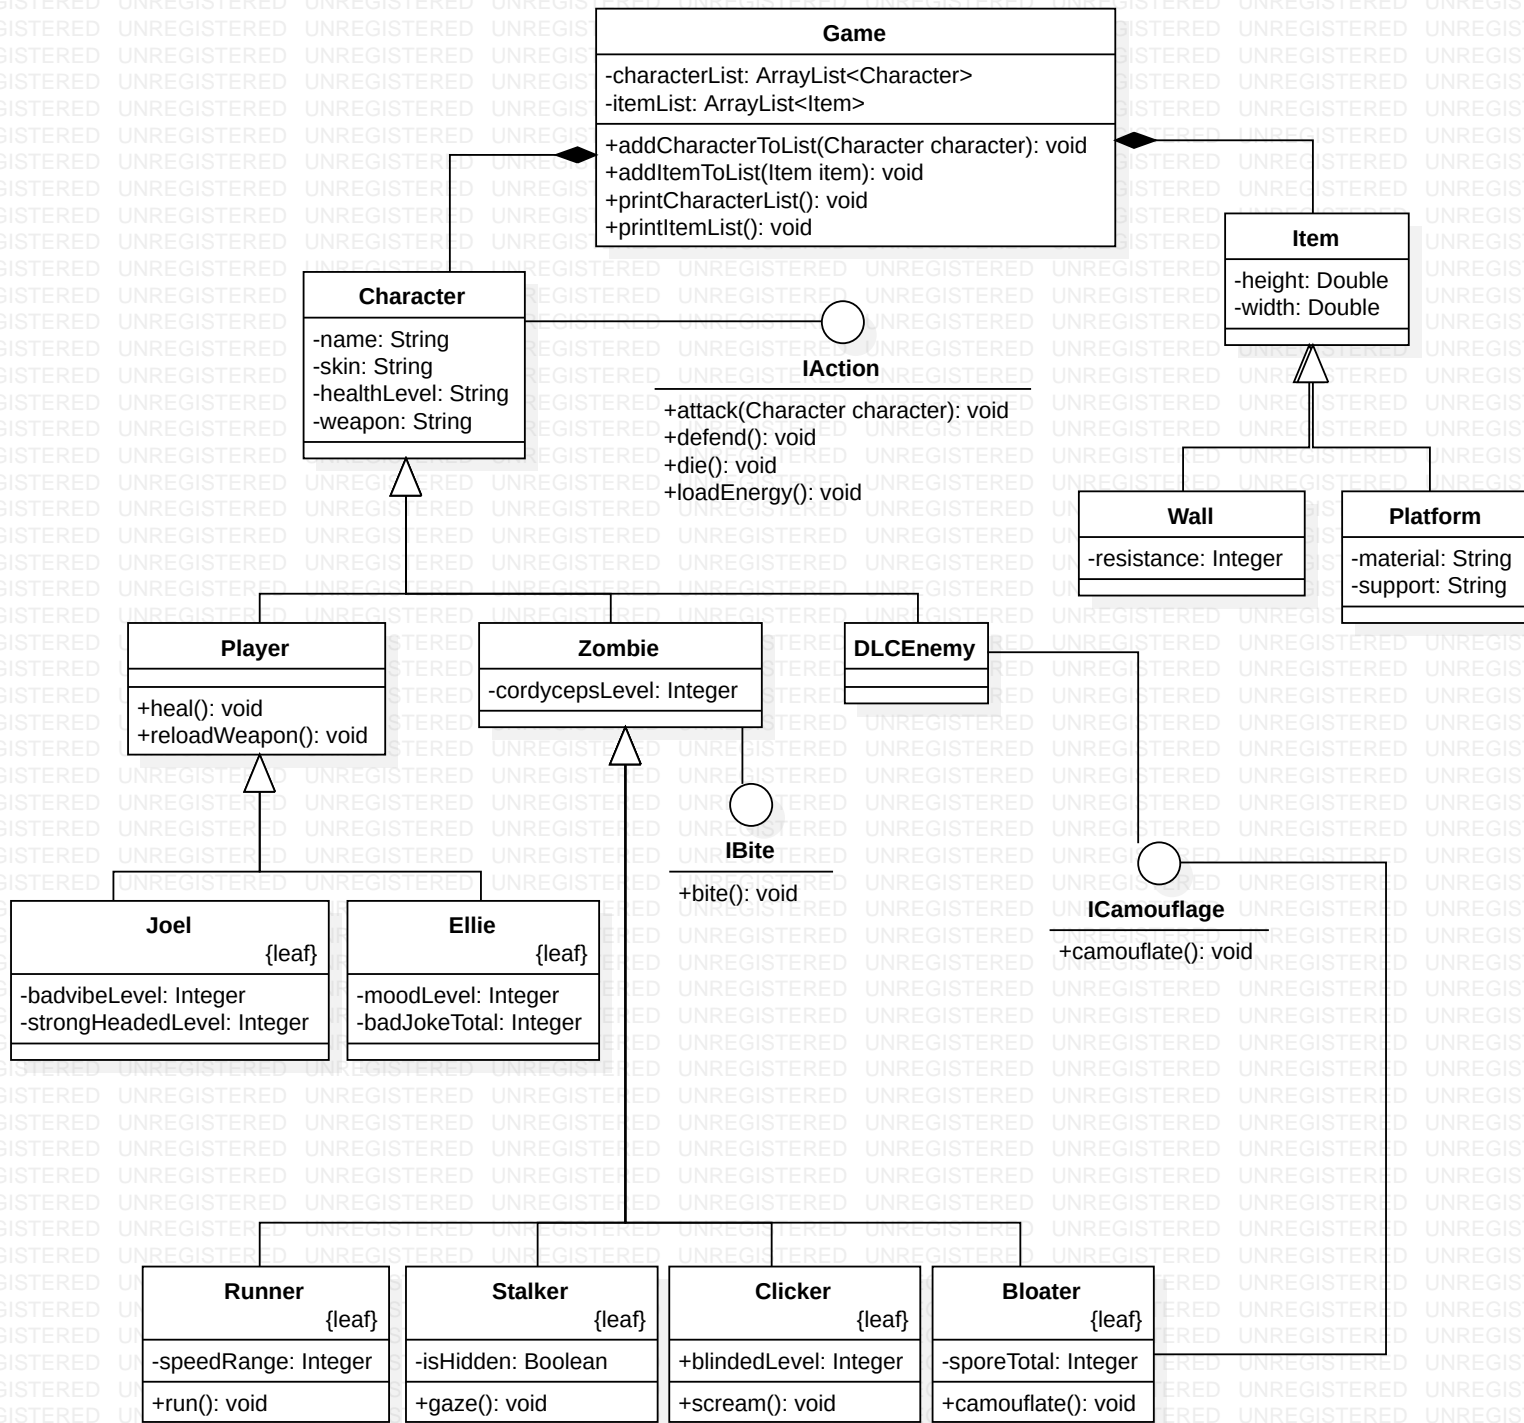 Game
-characterList: ArrayList<Character>
-itemList: ArrayList<Item>
+addCharacterToList(Character character): void
+addItemToList(Item item): void
+printCharacterList(): void
+printItemList(): void
Item
-height: Double
-width: Double
Character
-name: String
-skin: String
-healthLevel: String
-weapon: String
IAction
+attack(Character character): void
+defend(): void
+die(): void
+loadEnergy(): void
Wall
-resistance: Integer
Platform
-material: String
-support: String
Player
+heal(): void
+reloadWeapon(): void
Zombie
-cordycepsLevel: Integer
DLCEnemy
IBite
+bite(): void
ICamouflage
+camouflate(): void
Joel
{leaf}
-badvibeLevel: Integer
-strongHeadedLevel: Integer
Ellie
{leaf}
-moodLevel: Integer
-badJokeTotal: Integer
Runner
{leaf}
-speedRange: Integer
+run(): void
Stalker
{leaf}
-isHidden: Boolean
+gaze(): void
Clicker
{leaf}
+blindedLevel: Integer
+scream(): void
Bloater
{leaf}
-sporeTotal: Integer
+camouflate(): void
UNREGISTERED